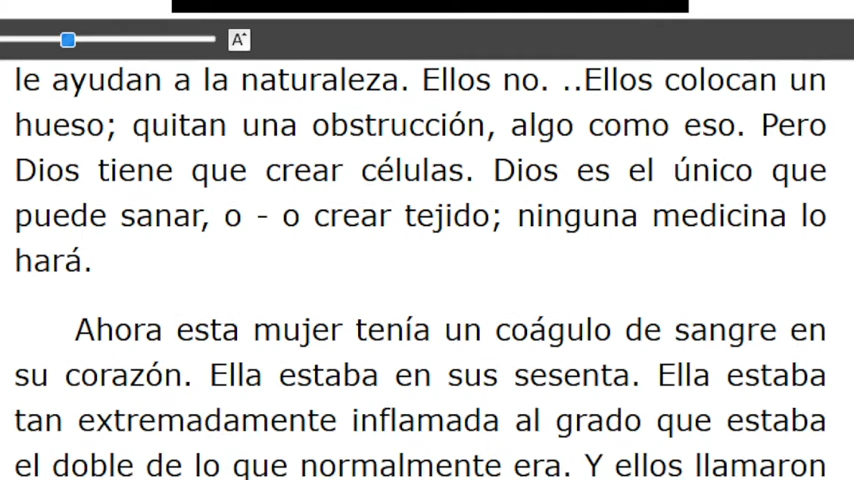 A
le ayudan a la naturaleza. Ellos no. ..Ellos colocan un
hueso; quitan una obstrucción, algo como eso. Pero
Dios tiene que crear células. Dios es el único que
puede sanar, o - o crear tejido; ninguna medicina lo
hará.
Ahora esta mujer tenía un coágulo de sangre en
su corazón. Ella estaba en sus sesenta. Ella estaba
tan extremadamente inflamada al grado que estaba
el doble de lo que normalmente era. Y ellos llamaron